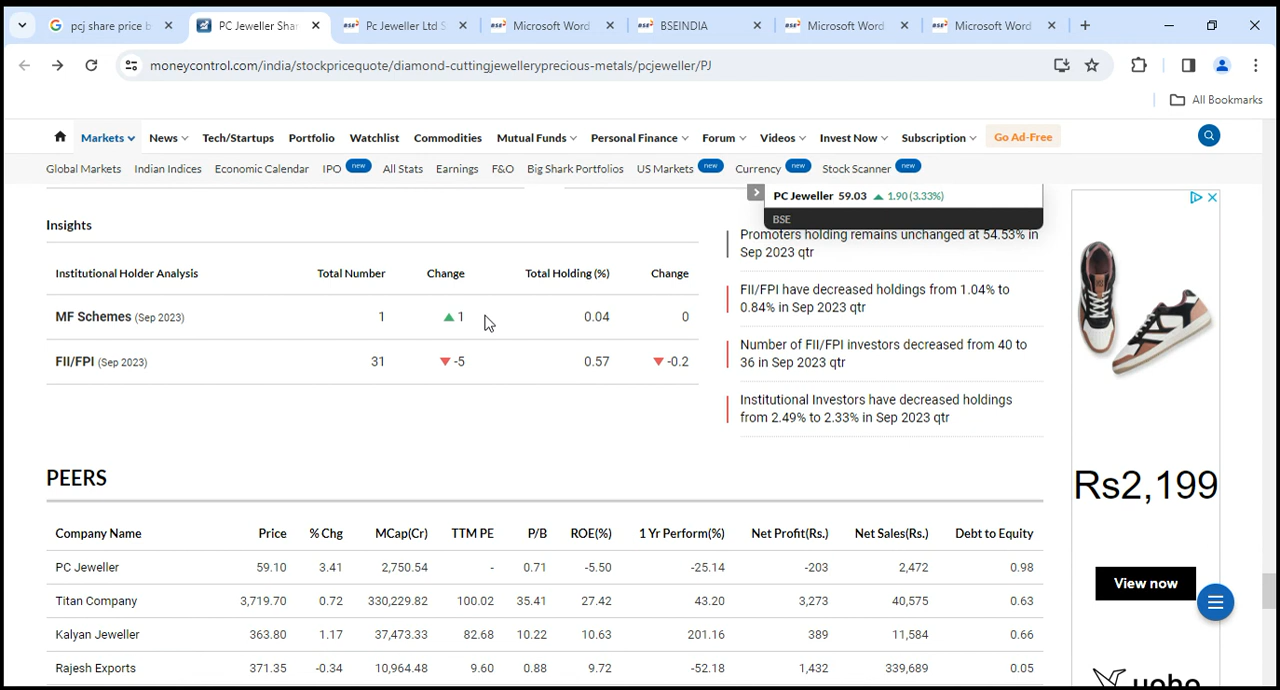 pcj share price b
PC Jeweller Shar
Pc Jeweller Ltd S
Microsoft Word
BSEINDIA
Microsoft Word
Microsoft Word
moneycontrol.com/india/stockpricequote/diamond-cuttingjewelleryprecious-metals/pcjeweller/PJ
All Bookmarks
Markets News Tech/Startups Portfolio Watchlist Commodities Mutual Funds Personal Finance Forum Videos Invest Now Subscription Go Ad-Free
Global Markets Indian Indices Economic Calendar IPO new All Stats Earnings F&O Big Shark Portfolios US Markets new Currency new Stock Scanner new
PC Jeweller 59.03 1.90 (3.33%)
BSE
Insights
Institutional Holder Analysis Total Number Change Total Holding (%) Change
MF Schemes (Sep 2023) 1 1 0.04 0
FII/FPI (Sep 2023) 31 -5 0.57 -0.2
Promoters holding remains unchanged at 54.53% in
Sep 2023 qtr
FII/FPI have decreased holdings from 1.04% to
0.84% in Sep 2023 qtr
Number of FII/FPI investors decreased from 40 to
36 in Sep 2023 qtr
Institutional Investors have decreased holdings
from 2.49% to 2.33% in Sep 2023 qtr
PEERS
Company Name Price % Chg MCap(Cr) TTM PE P/B ROE(%) 1 Yr Perform(%) Net Profit(Rs.) Net Sales(Rs.) Debt to Equity
PC Jeweller 59.10 3.41 2,750.54 - 0.71 -5.50 -25.14 -203 2,472 0.98
Titan Company 3,719.70 0.72 330,229.82 100.02 3.41 27.42 43.20 3,273 40,575 0.63
Kalyan Jeweller 363.80 1.17 37,473.33 82.68 10.22 10.63 201.16 389 11,584 0.66
Rajesh Exports 371.35 -0.34 10,964.48 9.60 0.88 9.72 -52.18 1,432 339,689 0.05
Rs2,199
View now